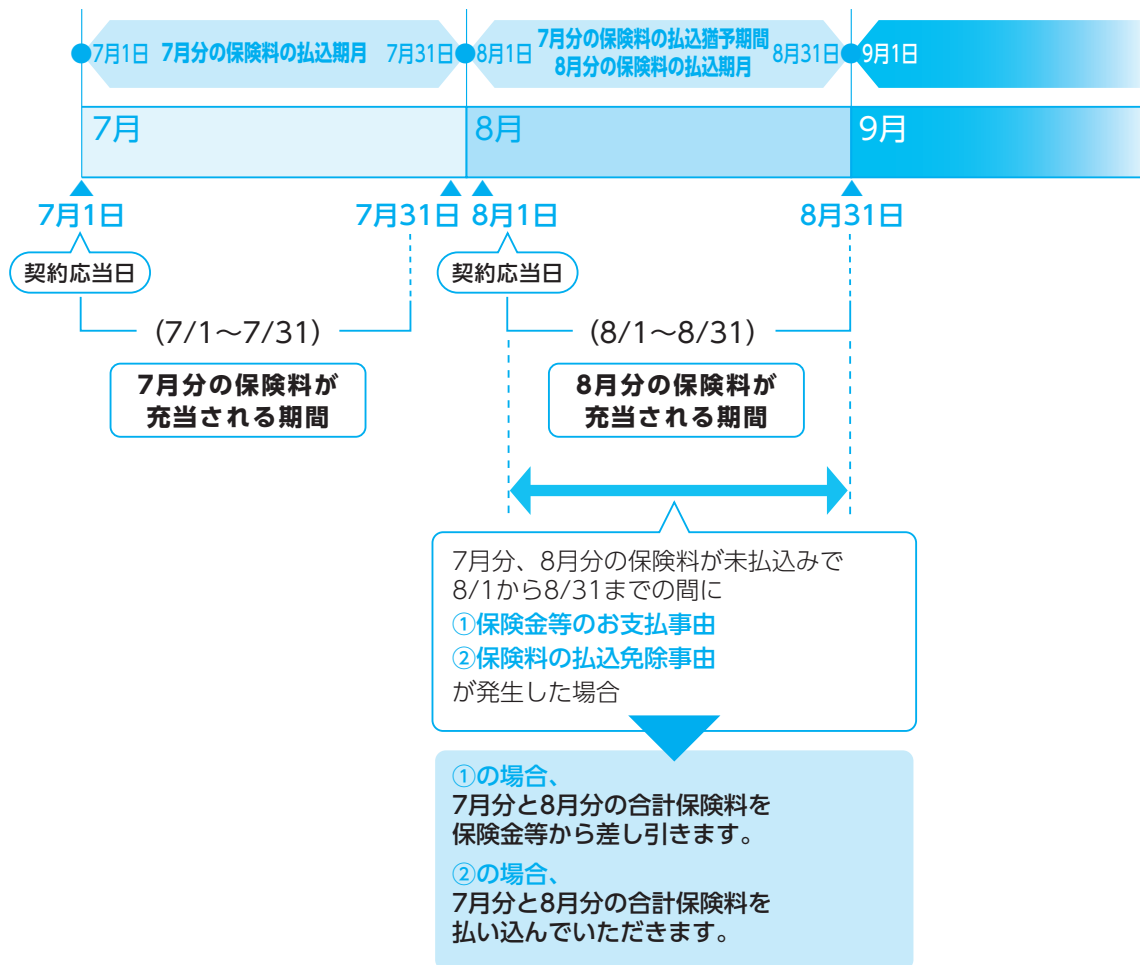 7月1日 7月分の保険料の払込期月 7月31日
8月1日 7月分の保険料の払込猶予期間 8月31日
8月分の保険料の払込期月
9月1日
7月
8月
9月
7月1日
7月31日
8月1日
8月31日
契約応当日
契約応当日
(7/1〜7/31)
(8/1〜8/31)
7月分の保険料が
充当される期間
8月分の保険料が
充当される期間
7月分、8月分の保険料が未払込みで
8/1から8/31までの間に
①保険金等のお支払事由
②保険料の払込免除事由
が発生した場合
①の場合、
7月分と8月分の合計保険料を
保険金等から差し引きます。
②の場合、
7月分と8月分の合計保険料を
払い込んでいただきます。